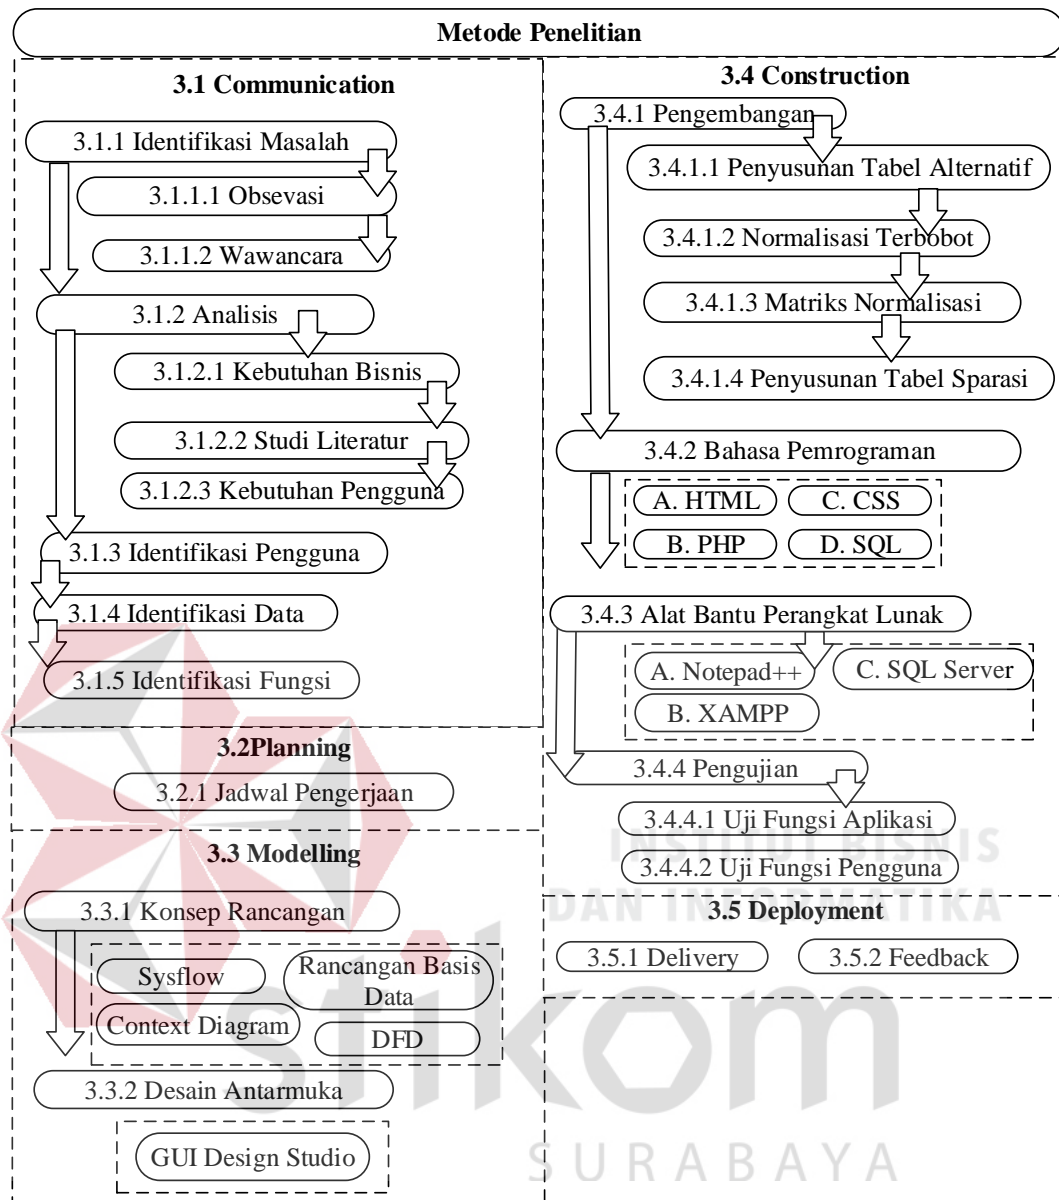 Metode Penelitian
3.1 Communication
3.1.1 Identifikasi Masalah
3.1.1.1 Obsevasi
3.1.1.2 Wawancara
3.1.2 Analisis
3.1.2.1 Kebutuhan Bisnis
3.1.2.2 Studi Literatur
3.1.2.3 Kebutuhan Pengguna
3.1.3 Identifikasi Pengguna
3.1.4 Identifikasi Data
3.1.5 Identifikasi Fungsi
3.2Planning
3.2.1 Jadwal Pengerjaan
3.3 Modelling
3.3.1 Konsep Rancangan
Sysflow
Rancangan Basis
Data
Context Diagram
DFD
3.3.2 Desain Antarmuka
GUI Design Studio
3.4 Construction
3.4.1 Pengembangan
3.4.1.1 Penyusunan Tabel Alternatif
3.4.1.2 Normalisasi Terbobot
3.4.1.3 Matriks Normalisasi
3.4.1.4 Penyusunan Tabel Sparasi
3.4.2 Bahasa Pemrograman
A. HTML
C. CSS
B. PHP
D. SQL
3.4.3 Alat Bantu Perangkat Lunak
A. Notepad++
C. SQL Server
B. XAMPP
3.4.4 Pengujian
3.4.4.1 Uji Fungsi Aplikasi
3.4.4.2 Uji Fungsi Pengguna
3.5 Deployment
3.5.1 Delivery
3.5.2 Feedback
INSTITUT BISNIS
DAN INFORMATIKA
stikom
SURABAYA